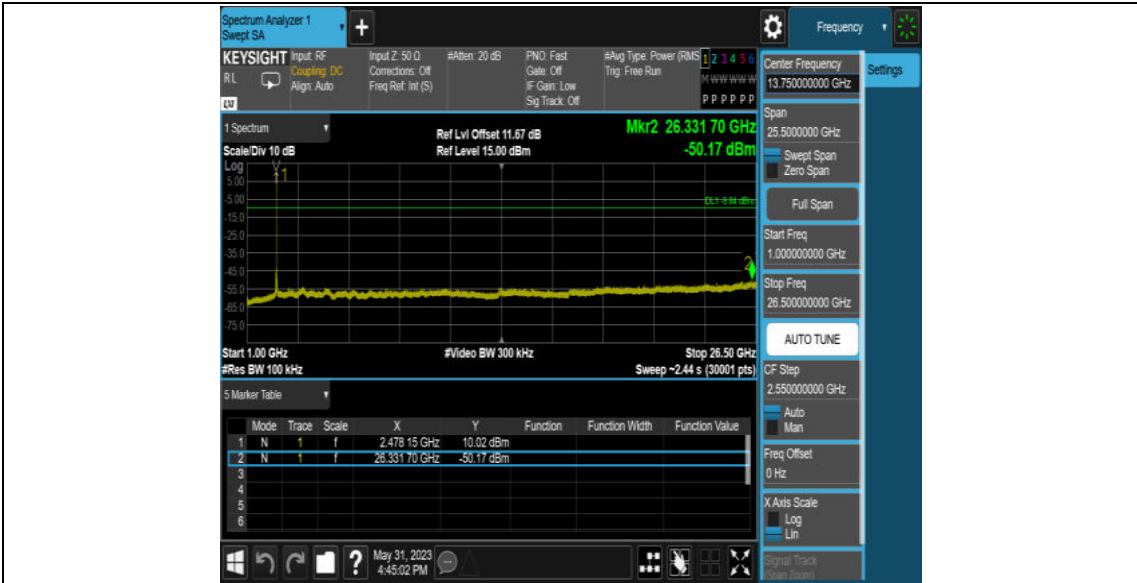 Spectrum Analyzer 1
Swept SA
+
Frequency
KEYSIGHT
RL
LXI
Input: RF
Coupling: DC
Align: Auto
Input Z: 50 Ω
Corrections: Off
Freq Ref: Int (S)
#Atten: 20 dB
PNO: Fast
Gate: Off
IF Gain: Low
Sig Track: Off
#Avg Type: Power (RMS
Trig: Free Run
1 2 3 4 5 6
M W W W W W
P P P P P P
1 Spectrum
Scale/Div 10 dB
Ref Lvl Offset 11.67 dB
Ref Level 15.00 dBm
Mkr2 26.331 70 GHz
-50.17 dBm
Log
5.00
-5.00
-15.0
-25.0
-35.0
-45.0
-55.0
-65.0
-75.0
1
DL1 -9.94 dBm
2
Start 1.00 GHz
#Video BW 300 kHz
Stop 26.50 GHz
#Res BW 100 kHz
Sweep ~2.44 s (30001 pts)
5 Marker Table
Mode Trace Scale X Y Function Function Width Function Value
1 N 1 f 2.478 15 GHz 10.02 dBm
2 N 1 f 26.331 70 GHz -50.17 dBm
3
4
5
6
May 31, 2023
4:45:02 PM
Center Frequency
13.750000000 GHz
Settings
Span
25.5000000 GHz
Swept Span
Zero Span
Full Span
Start Freq
1.000000000 GHz
Stop Freq
26.500000000 GHz
AUTO TUNE
CF Step
2.550000000 GHz
Auto
Man
Freq Offset
0 Hz
X Axis Scale
Log
Lin
Signal Track
(Span Zoom)